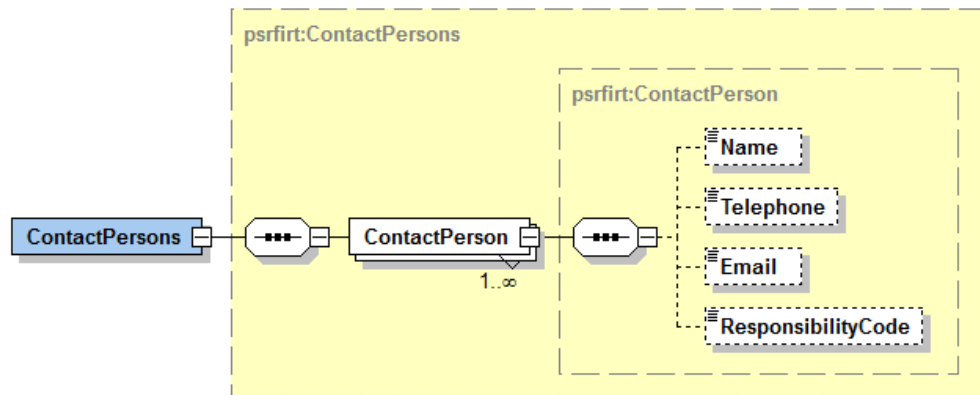 psrfirt:ContactPersons
psrfirt:ContactPerson
Name
Telephone
ContactPersons
ContactPerson
1..∞
Email
ResponsibilityCode